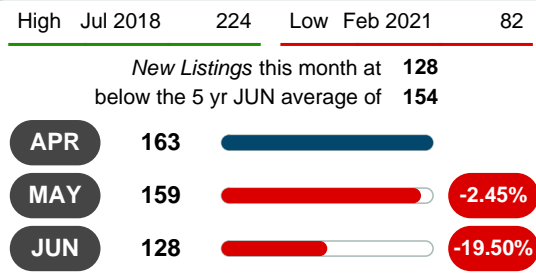 High Jul 2018 224 Low Feb 2021 82
New Listings this month at 128
below the 5 yr JUN average of 154
APR 163
MAY 159 -2.45%
JUN 128 -19.50%